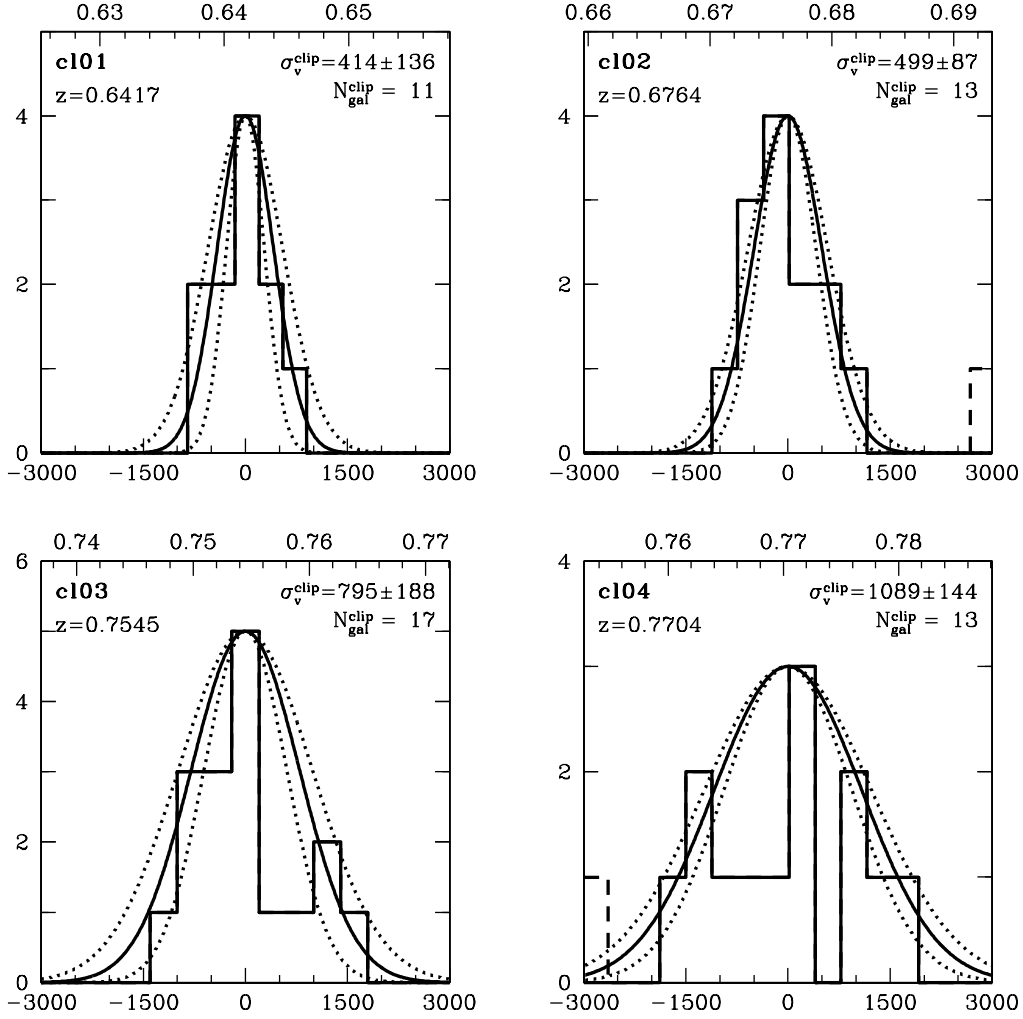 0.63 0.64 0.65
cl01 σ_v^clip=414±136
z=0.6417 N_gal^clip = 11
4
2
0
−3000 −1500 0 1500 3000
0.66 0.67 0.68 0.69
cl02 σ_v^clip=499±87
z=0.6764 N_gal^clip = 13
4
2
0
−3000 −1500 0 1500 3000
0.74 0.75 0.76 0.77
6
cl03 σ_v^clip=795±188
z=0.7545 N_gal^clip = 17
4
2
0
−3000 −1500 0 1500 3000
0.76 0.77 0.78
4
cl04 σ_v^clip=1089±144
z=0.7704 N_gal^clip = 13
2
0
−3000 −1500 0 1500 3000